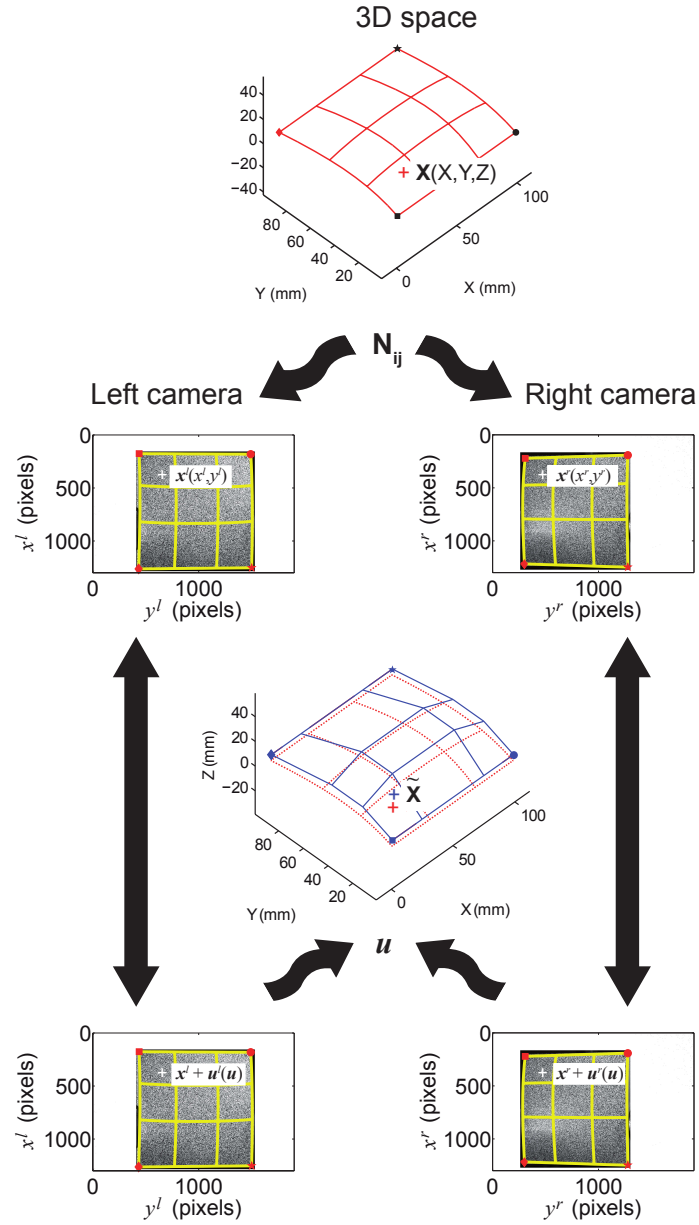 3D space
40
20
0
−20
−40
X(X,Y,Z)
100
80
60
40
20
50
0
Y (mm)
X (mm)
N_ij
Left camera
Right camera
0
500
1000
x^l (pixels)
x^l(x^l,y^l)
0
1000
y^l (pixels)
0
500
1000
x^r (pixels)
x^r(x^r,y^r)
0
1000
y^r (pixels)
40
20
0
−20
Z (mm)
X̃
100
80
60
40
20
50
0
Y (mm)
X (mm)
u
0
500
1000
x^l (pixels)
x^l + u^l(u)
0
1000
y^l (pixels)
0
500
1000
x^r (pixels)
x^r + u^r(u)
0
1000
y^r (pixels)